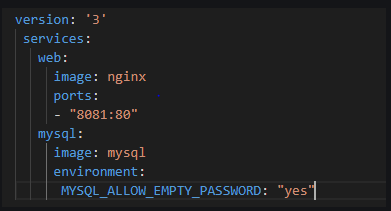 version: '3'
 services:
   web:
     image: nginx
     ports:
     - "8081:80"
   mysql:
     image: mysql
     environment:
      MYSQL_ALLOW_EMPTY_PASSWORD: "yes"